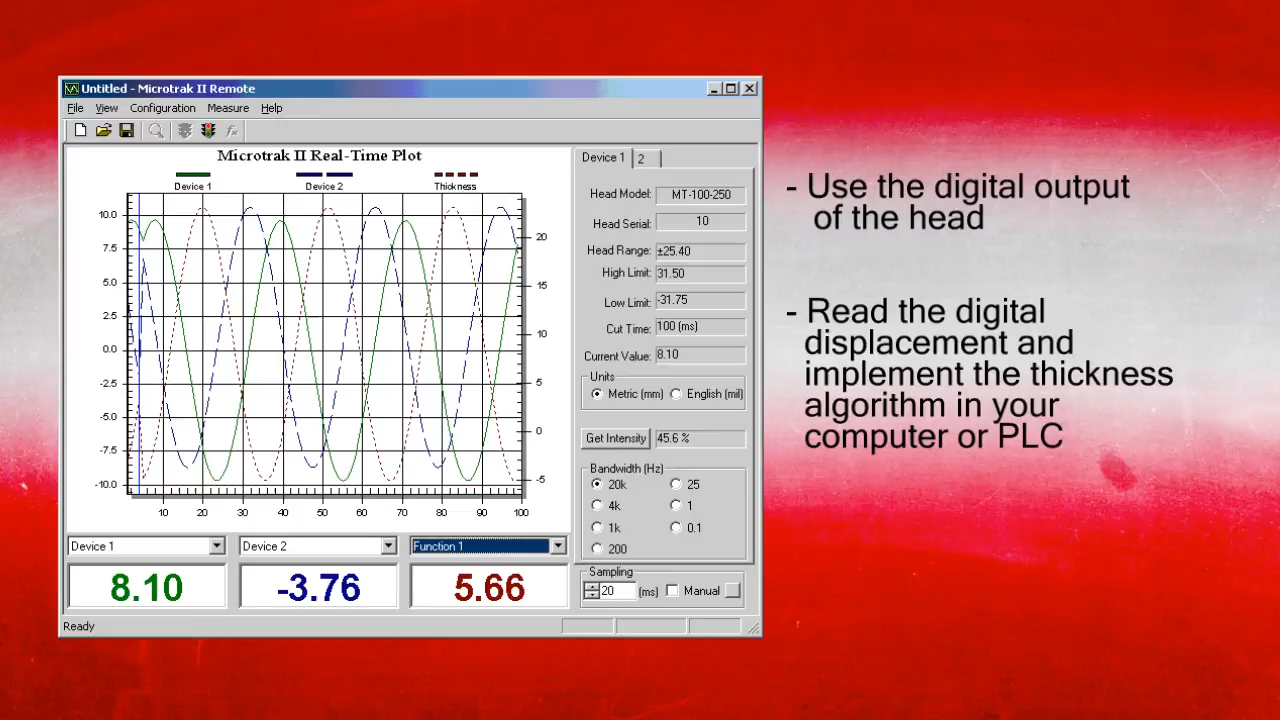 Untitled - Microtrak II Remote
File View Configuration Measure Help
Microtrak II Real-Time Plot
Device 1 Device 2 Thickness
10.0
7.5
5.0
2.5
0.0
-2.5
-5.0
-7.5
-10.0
20
15
10
5
0
-5
10 20 30 40 50 60 70 80 90 100
Device 1 2
Head Model: MT-100-250
Head Serial: 10
Head Range: ±25.40
High Limit: 31.50
Low Limit: -31.75
Cut Time: 100 (ms)
Current Value: 8.10
Units
Metric (mm) English (mil)
Get Intensity 45.6 %
Bandwidth (Hz)
20k 25
4k 1
1k 0.1
200
Sampling
20 (ms) Manual
Device 1 Device 2 Function 1
8.10 -3.76 5.66
Ready
- Use the digital output
of the head
- Read the digital
displacement and
implement the thickness
algorithm in your
computer or PLC